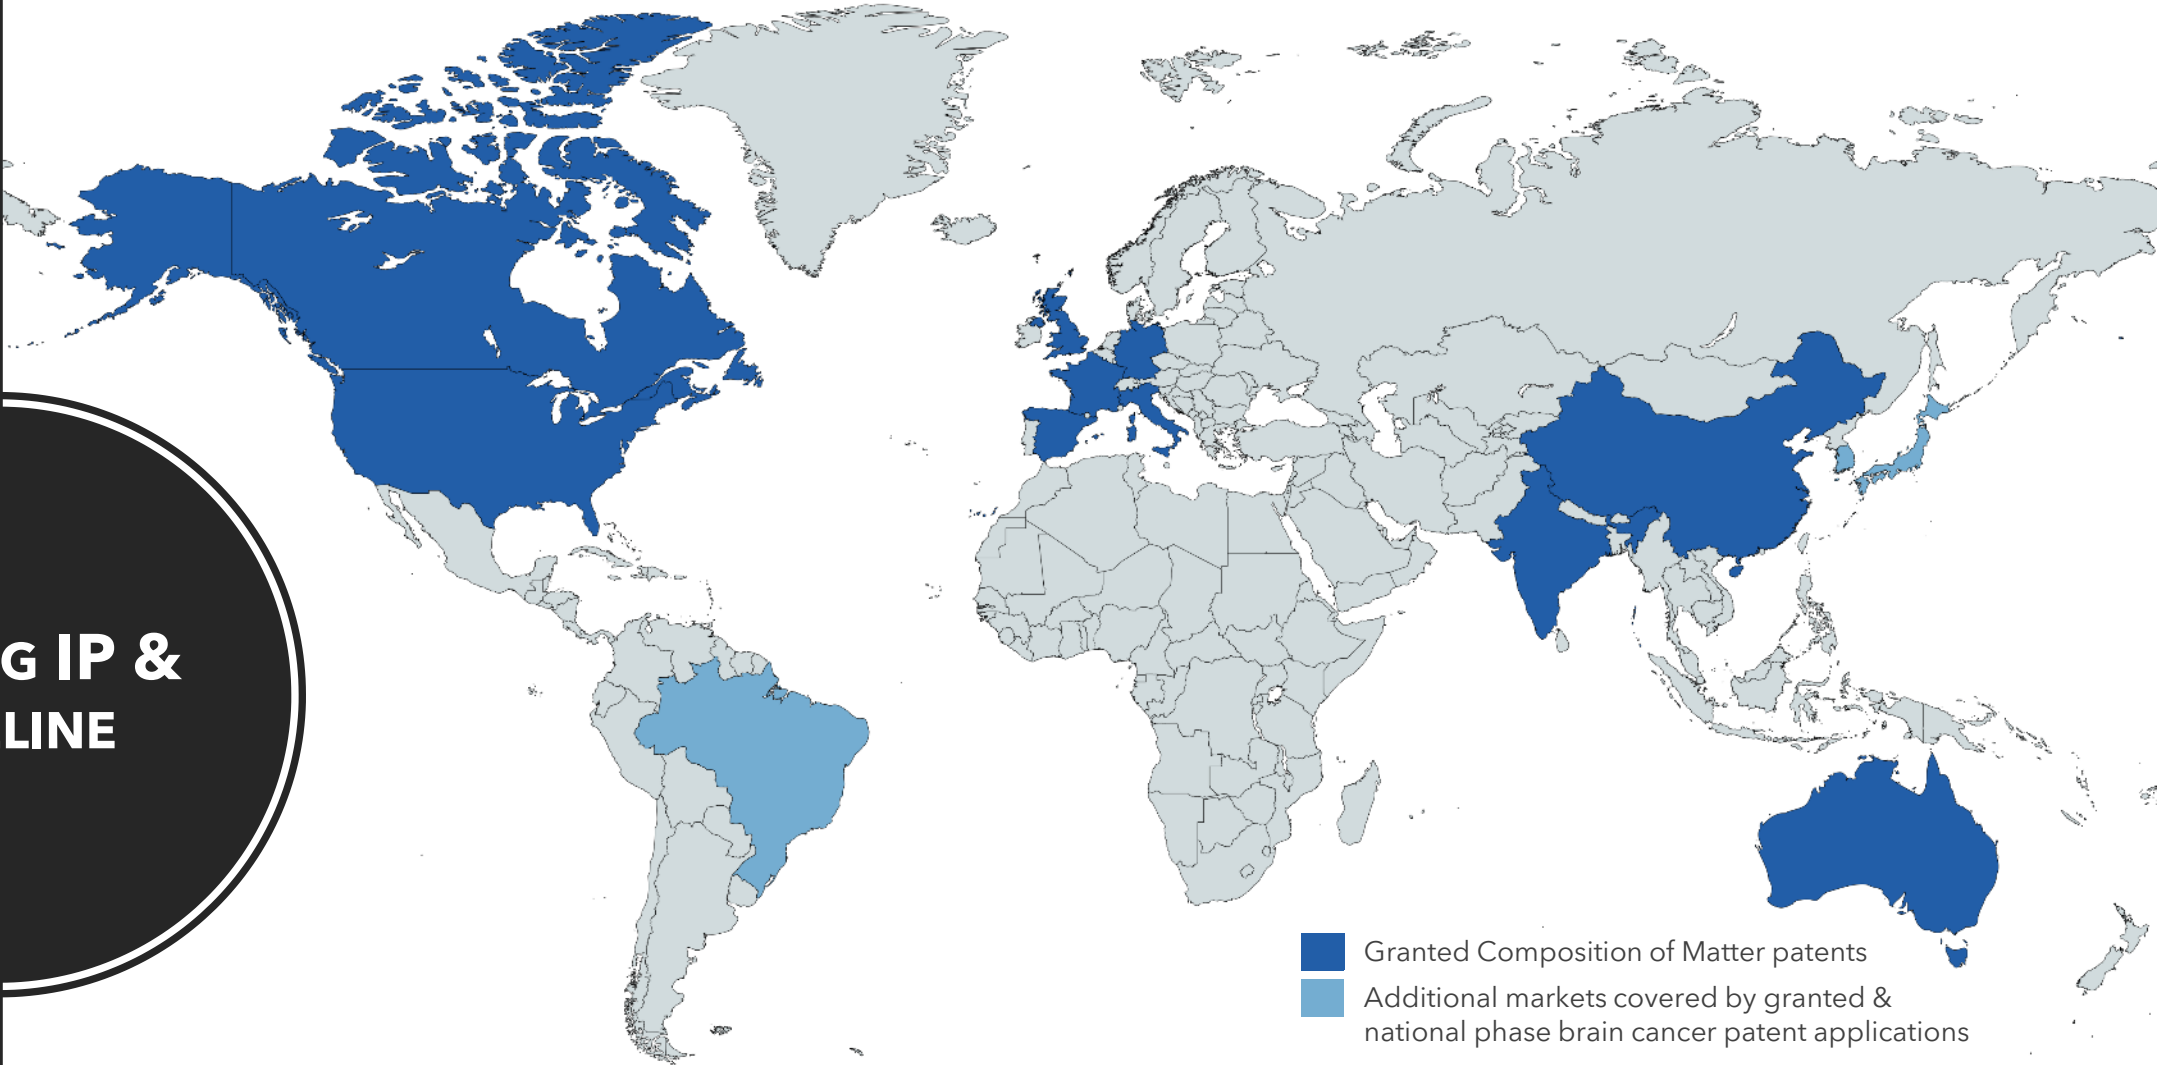 G IP &
LINE
Granted Composition of Matter patents
Additional markets covered by granted &
national phase brain cancer patent applications